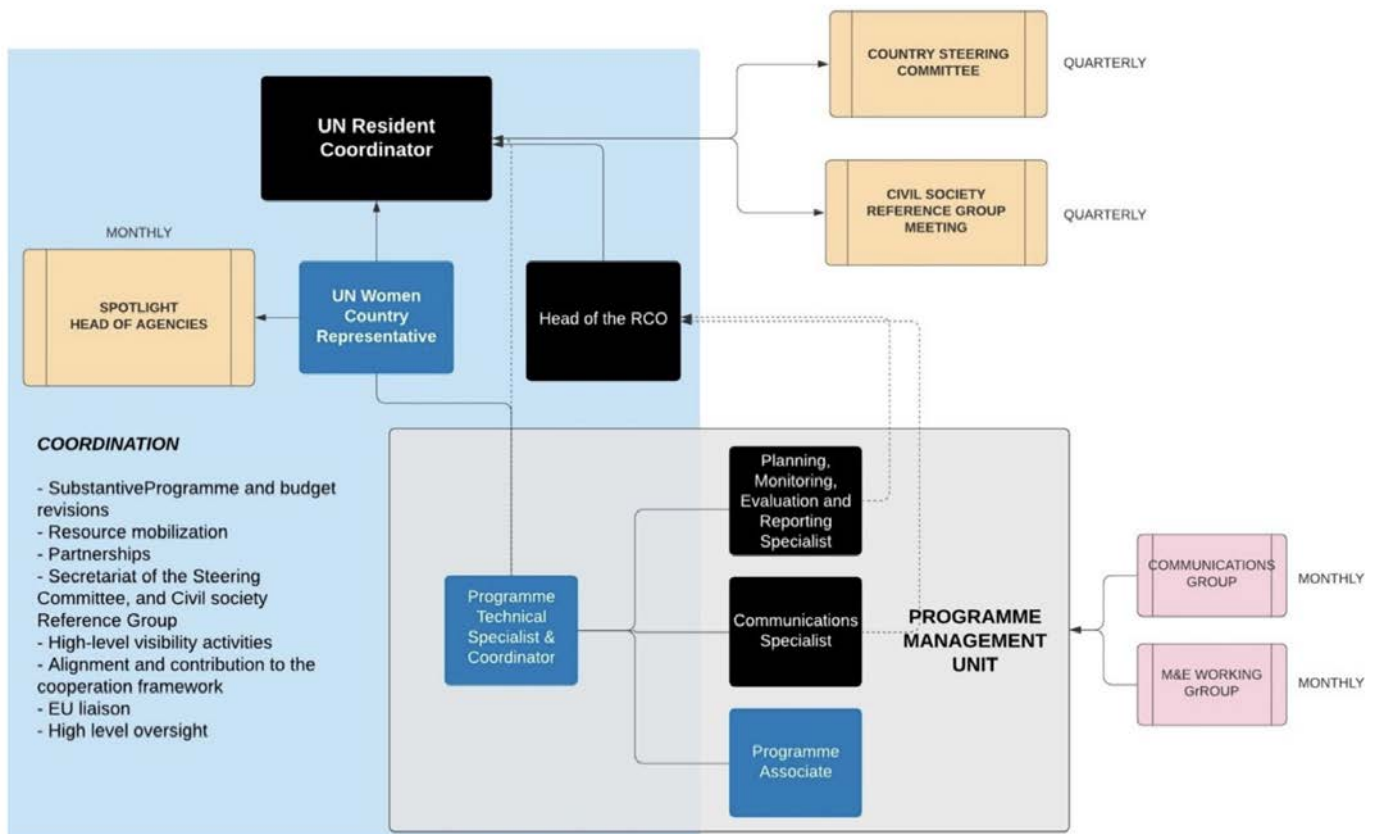 COUNTRY STEERING
COMMITTEE
QUARTERLY
UN Resident
Coordinator
CIVIL SOCIETY
REFERENCE GROUP
MEETING
QUARTERLY
MONTHLY
SPOTLIGHT
HEAD OF AGENCIES
UN Women
Country
Representative
Head of the RCO
COORDINATION
- SubstantiveProgramme and budget
revisions
- Resource mobilization
- Partnerships
- Secretariat of the Steering
Committee, and Civil society
Reference Group
- High-level visibility activities
- Alignment and contribution to the
cooperation framework
- EU liaison
- High level oversight
Planning,
Monitoring,
Evaluation and
Reporting
Specialist
Programme
Technical
Specialist &
Coordinator
Communications
Specialist
PROGRAMME
MANAGEMENT
UNIT
Programme
Associate
COMMUNICATIONS
GROUP
MONTHLY
M&E WORKING
GrROUP
MONTHLY